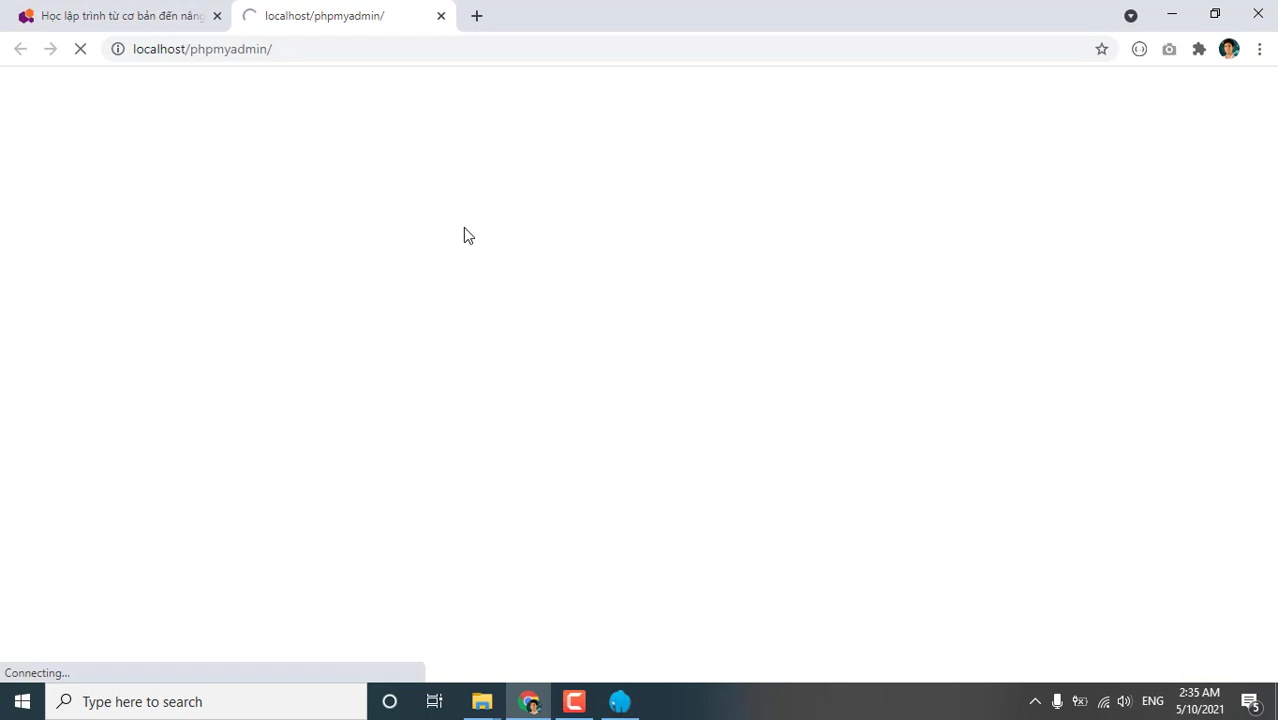 Học lập trình từ cơ bản đến nâng
localhost/phpmyadmin/
localhost/phpmyadmin/
Connecting...
Type here to search
ENG
2:35 AM
5/10/2021
5